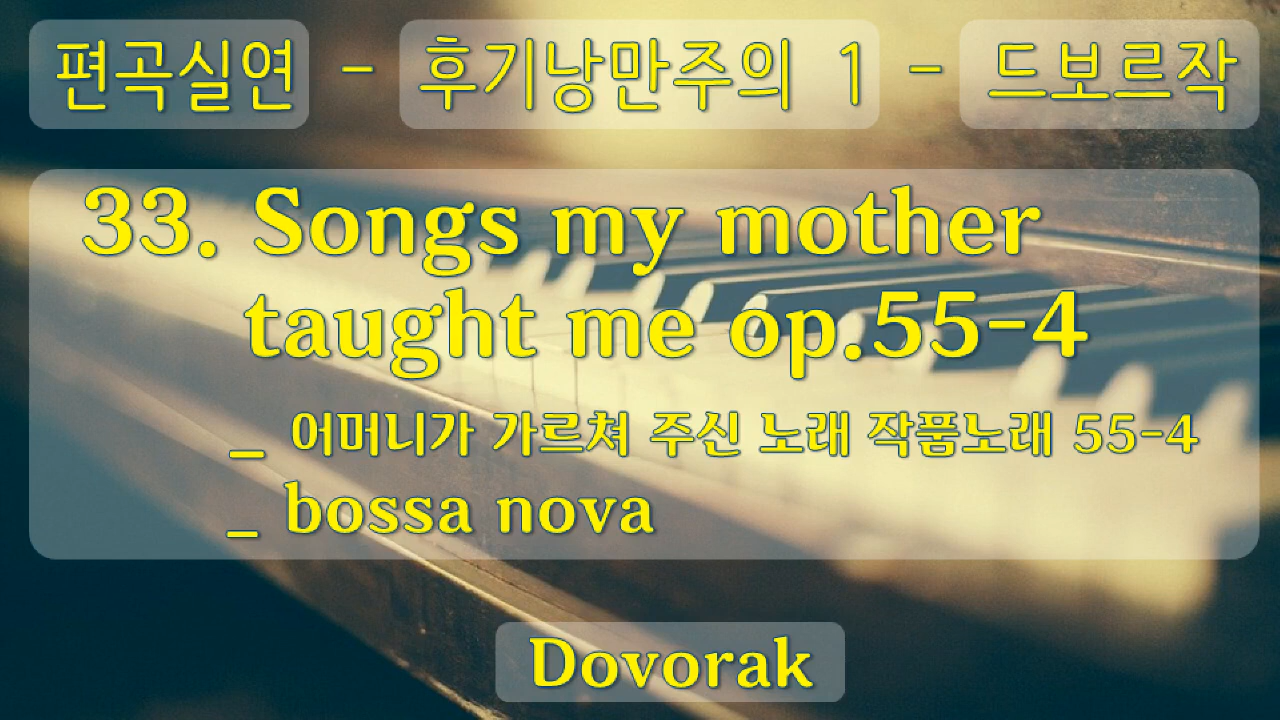 편곡실연 - 후기낭만주의 1 - 드보르작
33. Songs my mother
taught me op.55-4
_ 어머니가 가르쳐 주신 노래 작품노래 55-4
_ bossa nova
Dovorak